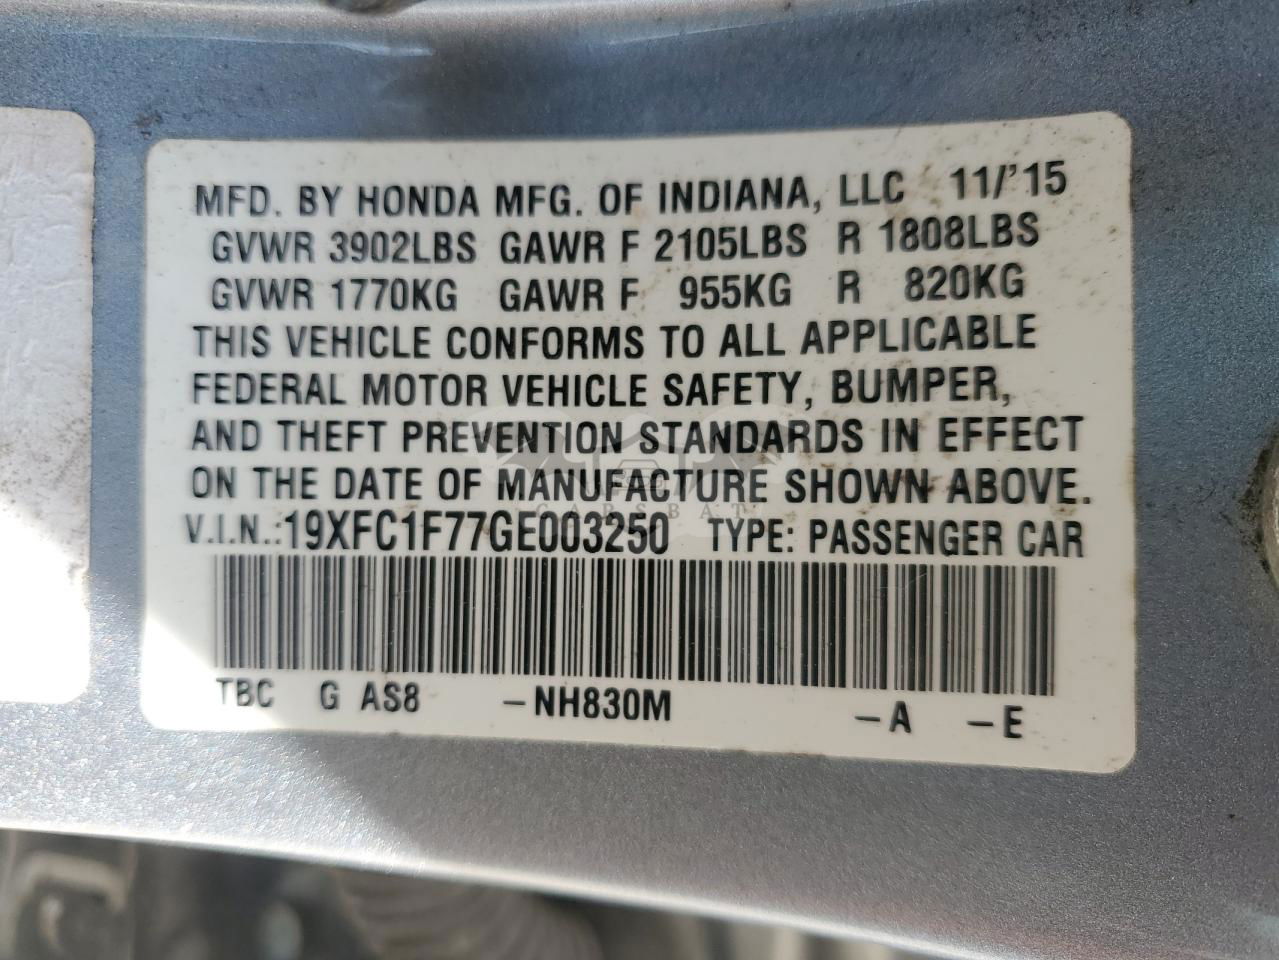 MFD. BY HONDA MFG. OF INDIANA, LLC 11/'15
GVWR 3902LBS GAWR F 2105LBS R 1808LBS
GVWR 1770KG GAWR F 955KG R 820KG
THIS VEHICLE CONFORMS TO ALL APPLICABLE
FEDERAL MOTOR VEHICLE SAFETY, BUMPER,
AND THEFT PREVENTION STANDARDS IN EFFECT
ON THE DATE OF MANUFACTURE SHOWN ABOVE.
CARSBAT
V.I.N.:19XFC1F77GE003250 TYPE: PASSENGER CAR
TBC G AS8 -NH830M -A -E